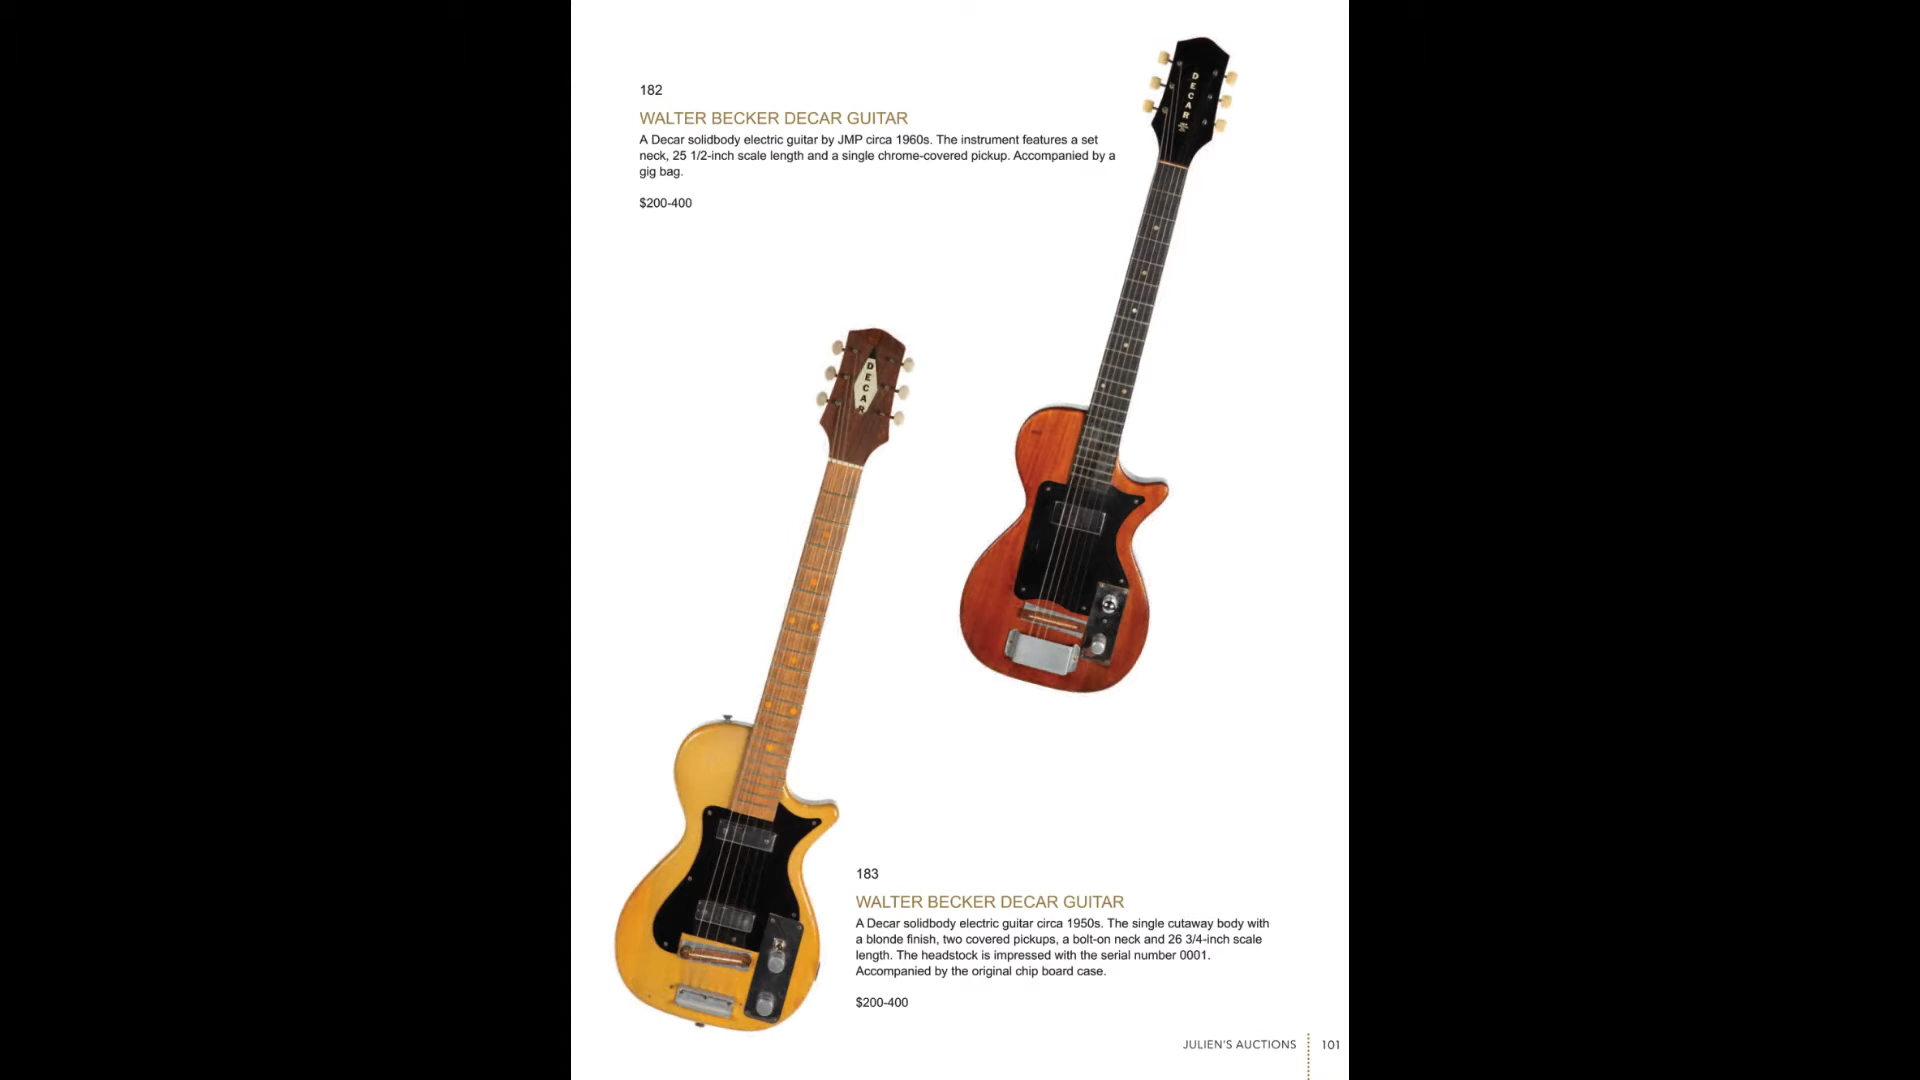 182
WALTER BECKER DECAR GUITAR
A Decar solidbody electric guitar by JMP circa 1960s. The instrument features a set
neck, 25 1/2-inch scale length and a single chrome-covered pickup. Accompanied by a
gig bag.
$200-400
DECAR
DECAR
183
WALTER BECKER DECAR GUITAR
A Decar solidbody electric guitar circa 1950s. The single cutaway body with
a blonde finish, two covered pickups, a bolt-on neck and 26 3/4-inch scale
length. The headstock is impressed with the serial number 0001.
Accompanied by the original chip board case.
$200-400
JULIEN'S AUCTIONS 101